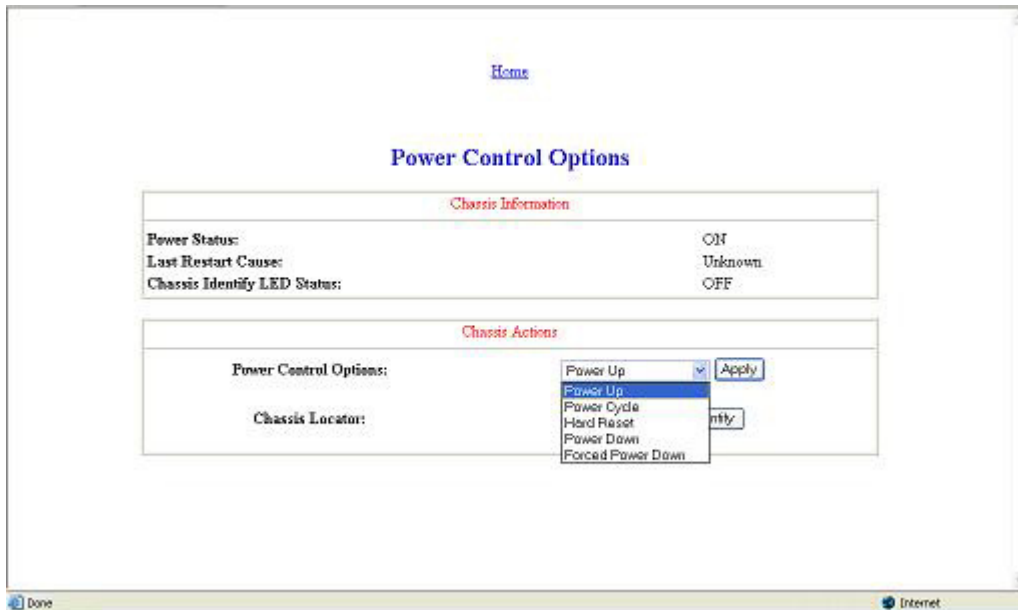 Home
Power Control Options
Chassis Information
Power Status: ON
Last Restart Cause: Unknown
Chassis Identify LED Status: OFF
Chassis Actions
Power Control Options: Power Up Apply
Power Up
Power Cycle
Hard Reset
Power Down
Forced Power Down
Chassis Locator: ntify
Done Internet